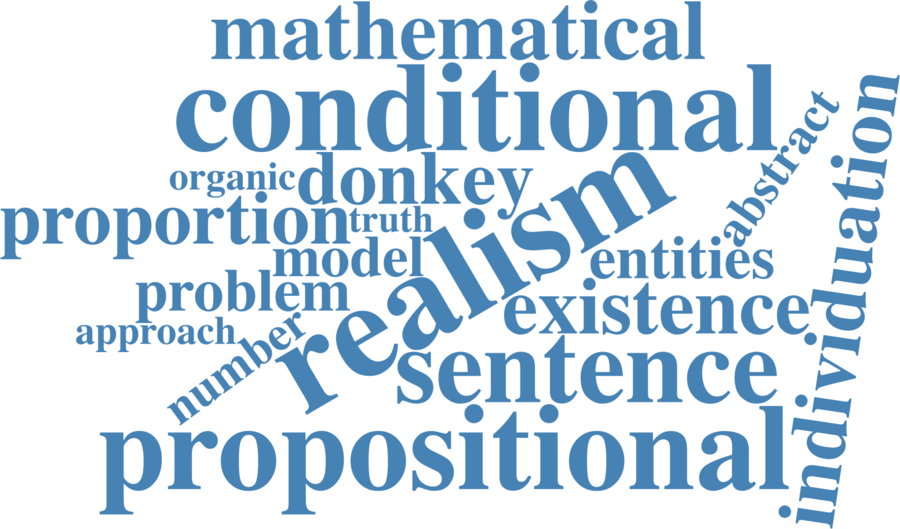 mathematical
conditional
abstract
individuation
organic
donkey
proportion
truth
realism
model
entities
problem
existence
approach
number
sentence
propositional